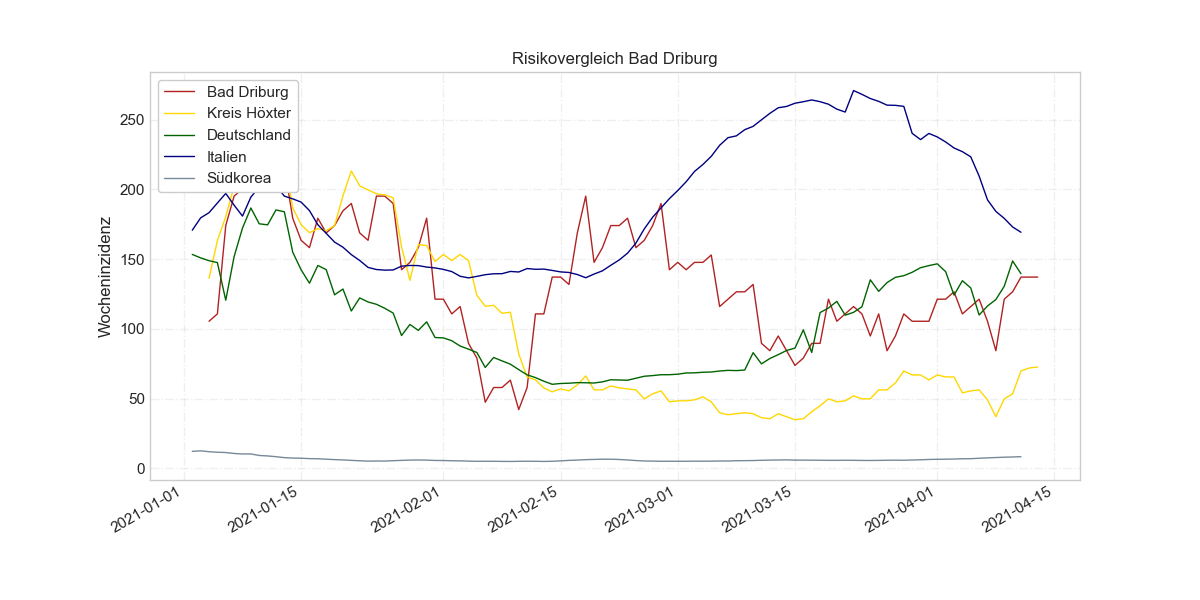 Risikovergleich Bad Driburg
Bad Driburg
Kreis Höxter
Deutschland
Italien
Südkorea
Wocheninzidenz
250
200
150
100
50
0
2021-01-01
2021-01-15
2021-02-01
2021-02-15
2021-03-01
2021-03-15
2021-04-01
2021-04-15